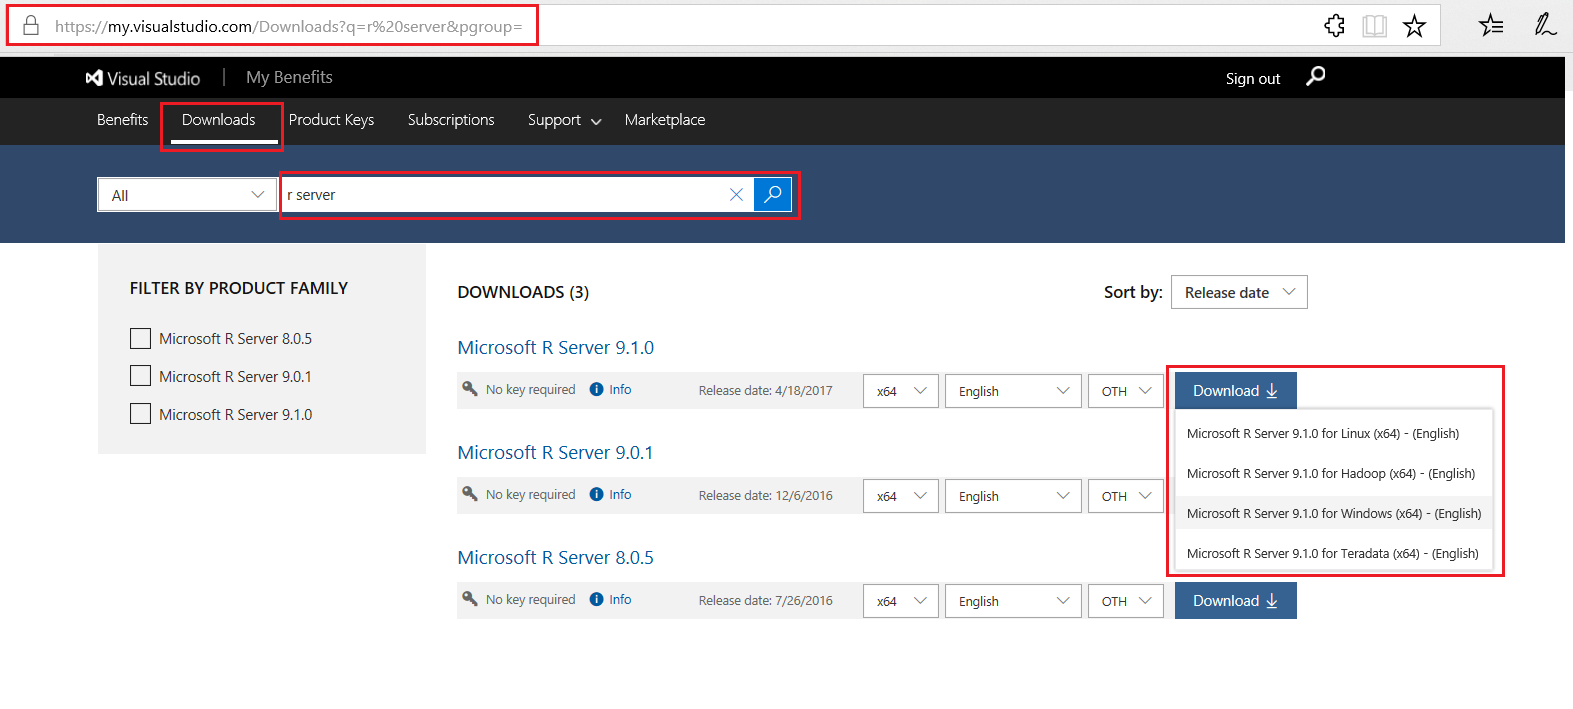 https://my.visualstudio.com/Downloads?q=r%20server&pgroup=
Visual Studio | My Benefits
Sign out
Benefits Downloads Product Keys Subscriptions Support Marketplace
All
r server
FILTER BY PRODUCT FAMILY
Microsoft R Server 8.0.5
Microsoft R Server 9.0.1
Microsoft R Server 9.1.0
DOWNLOADS (3)
Sort by: Release date
Microsoft R Server 9.1.0
No key required Info Release date: 4/18/2017 x64 English OTH Download
Microsoft R Server 9.1.0 for Linux (x64) - (English)
Microsoft R Server 9.1.0 for Hadoop (x64) - (English)
Microsoft R Server 9.1.0 for Windows (x64) - (English)
Microsoft R Server 9.1.0 for Teradata (x64) - (English)
Microsoft R Server 9.0.1
No key required Info Release date: 12/6/2016 x64 English OTH
Microsoft R Server 8.0.5
No key required Info Release date: 7/26/2016 x64 English OTH Download